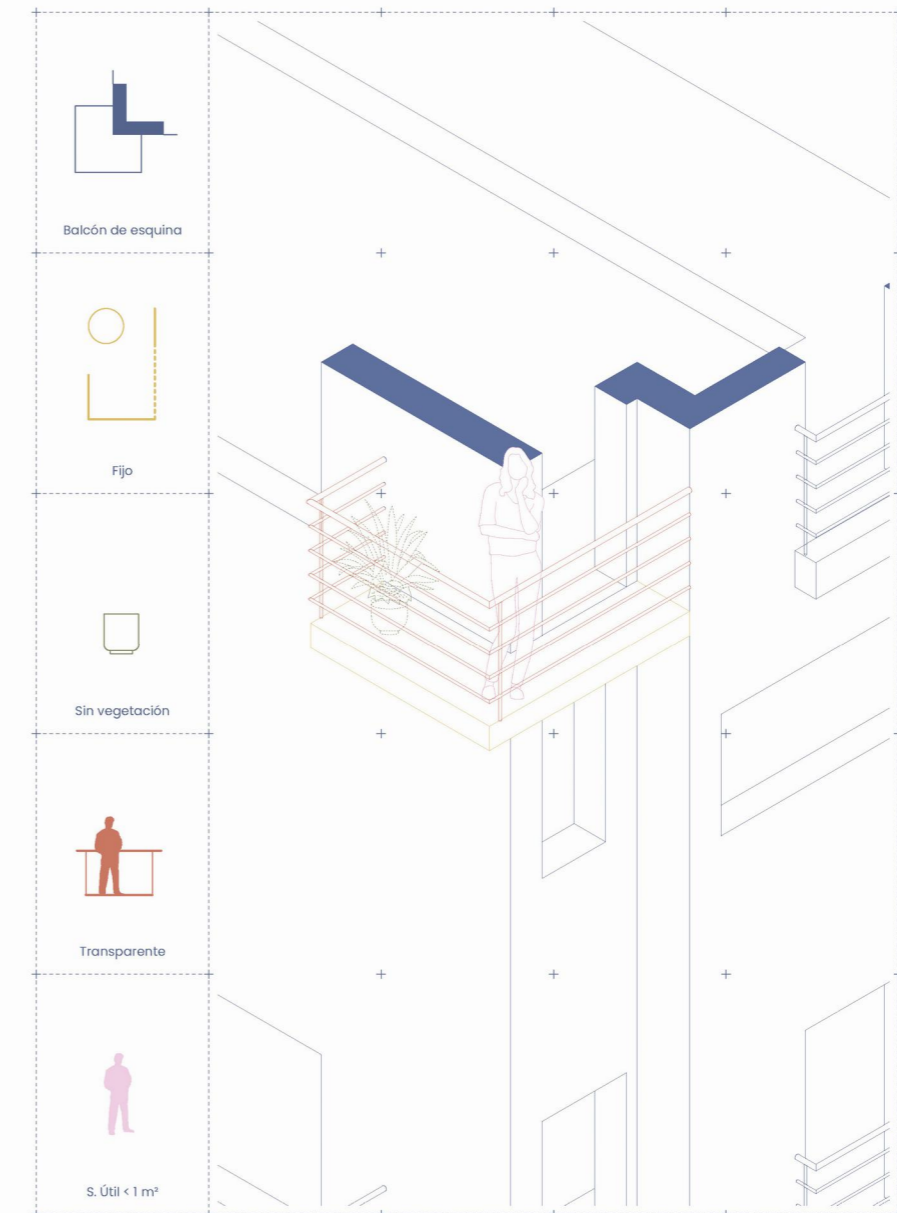 Balcón de esquina
Fijo
Sin vegetación
Transparente
S. Útil < 1 m²